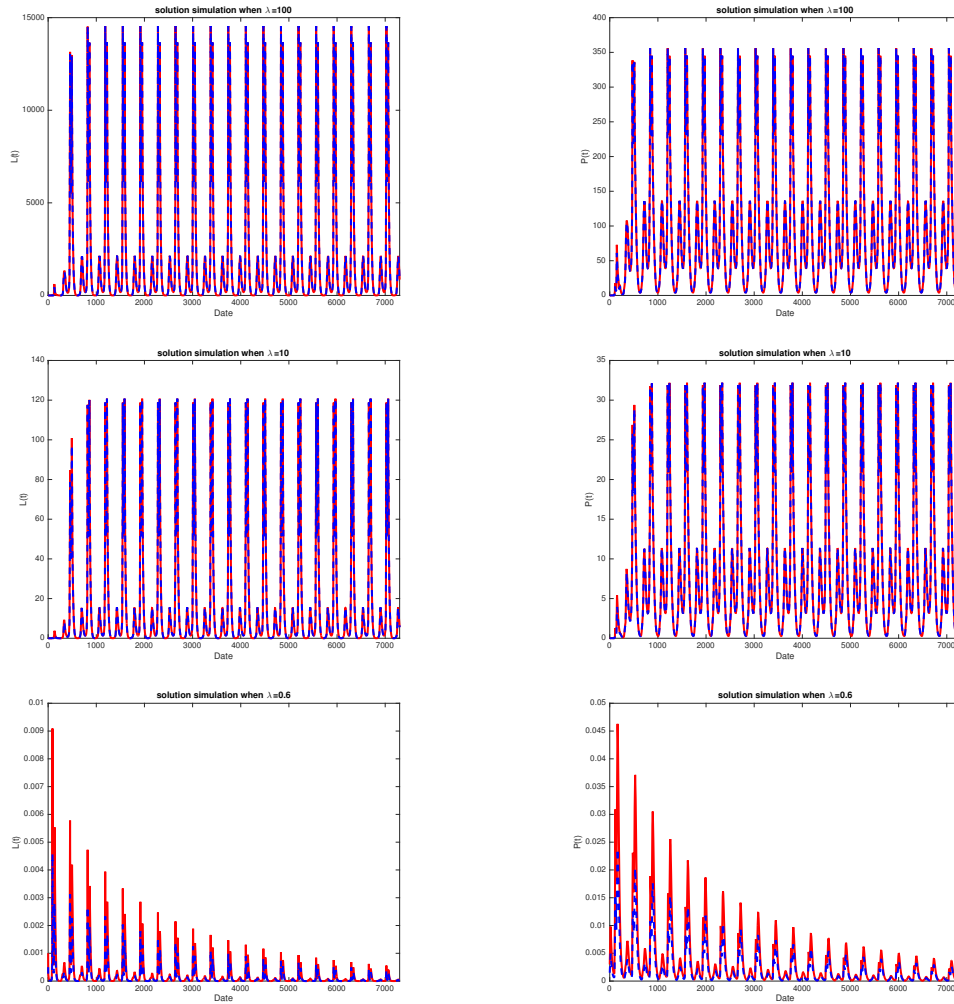 solution simulation when λ=100
15000
10000
5000
0
L(t)
0 1000 2000 3000 4000 5000 6000 7000
Date
solution simulation when λ=100
400
350
300
250
200
150
100
50
0
P(t)
0 1000 2000 3000 4000 5000 6000 7000
Date
solution simulation when λ=10
140
120
100
80
60
40
20
0
L(t)
0 1000 2000 3000 4000 5000 6000 7000
Date
solution simulation when λ=10
35
30
25
20
15
10
5
0
P(t)
0 1000 2000 3000 4000 5000 6000 7000
Date
solution simulation when λ=0.6
0.01
0.009
0.008
0.007
0.006
0.005
0.004
0.003
0.002
0.001
0
L(t)
0 1000 2000 3000 4000 5000 6000 7000
Date
solution simulation when λ=0.6
0.05
0.045
0.04
0.035
0.03
0.025
0.02
0.015
0.01
0.005
0
P(t)
0 1000 2000 3000 4000 5000 6000 7000
Date